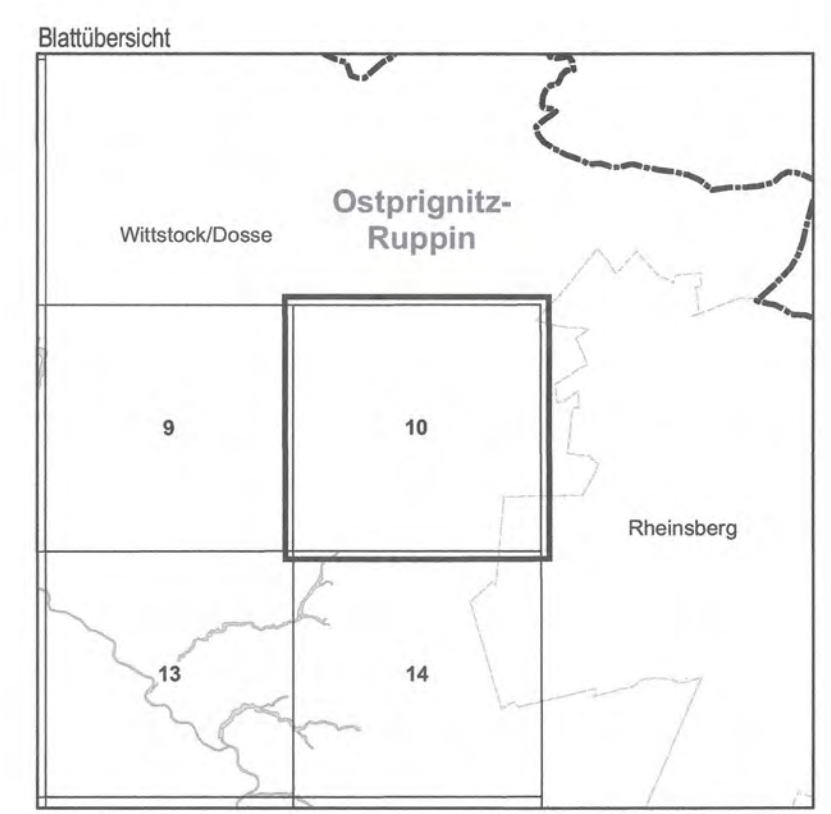 Blattübersicht
Ostprignitz-
Ruppin
Wittstock/Dosse
9
10
Rheinsberg
13
14